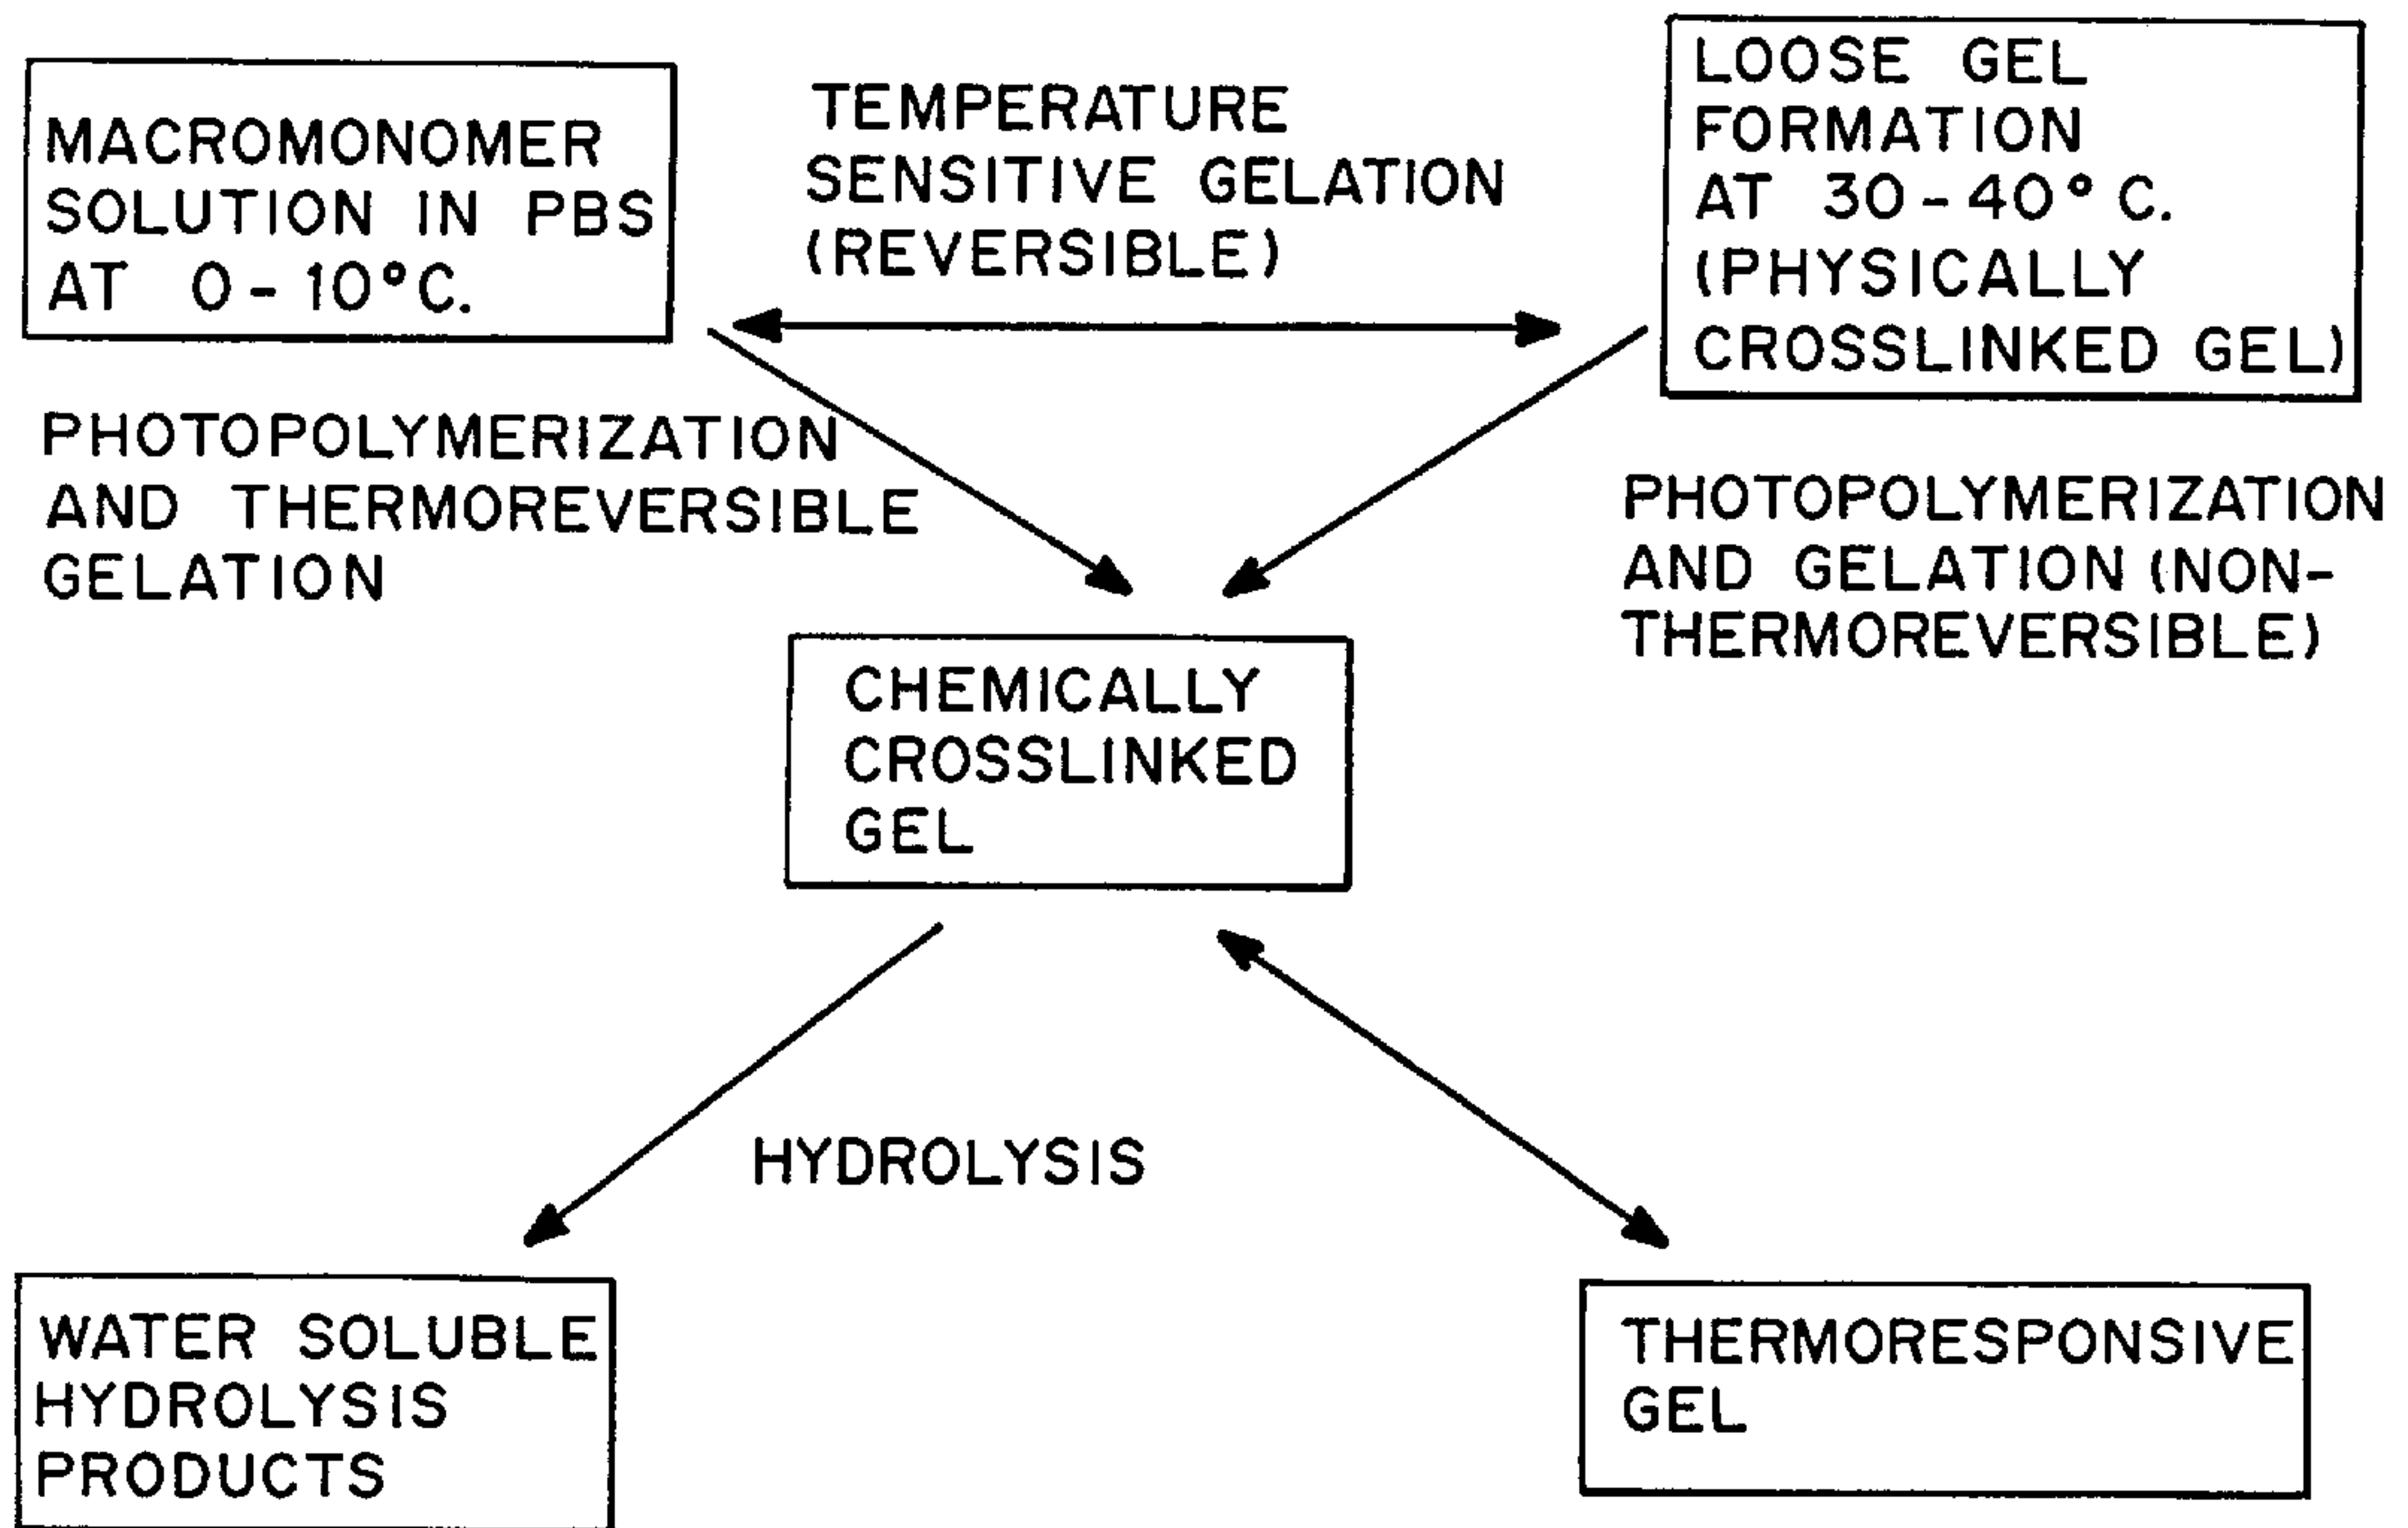 MACROMONOMER
SOLUTION IN PBS
AT 0-10°C.
TEMPERATURE
SENSITIVE GELATION
(REVERSIBLE)
LOOSE GEL
FORMATION
AT 30-40°C.
(PHYSICALLY
CROSSLINKED GEL)
PHOTOPOLYMERIZATION
AND THERMOREVERSIBLE
GELATION
PHOTOPOLYMERIZATION
AND GELATION (NON-
THERMOREVERSIBLE)
CHEMICALLY
CROSSLINKED
GEL
HYDROLYSIS
WATER SOLUBLE
HYDROLYSIS
PRODUCTS
THERMORESPONSIVE
GEL